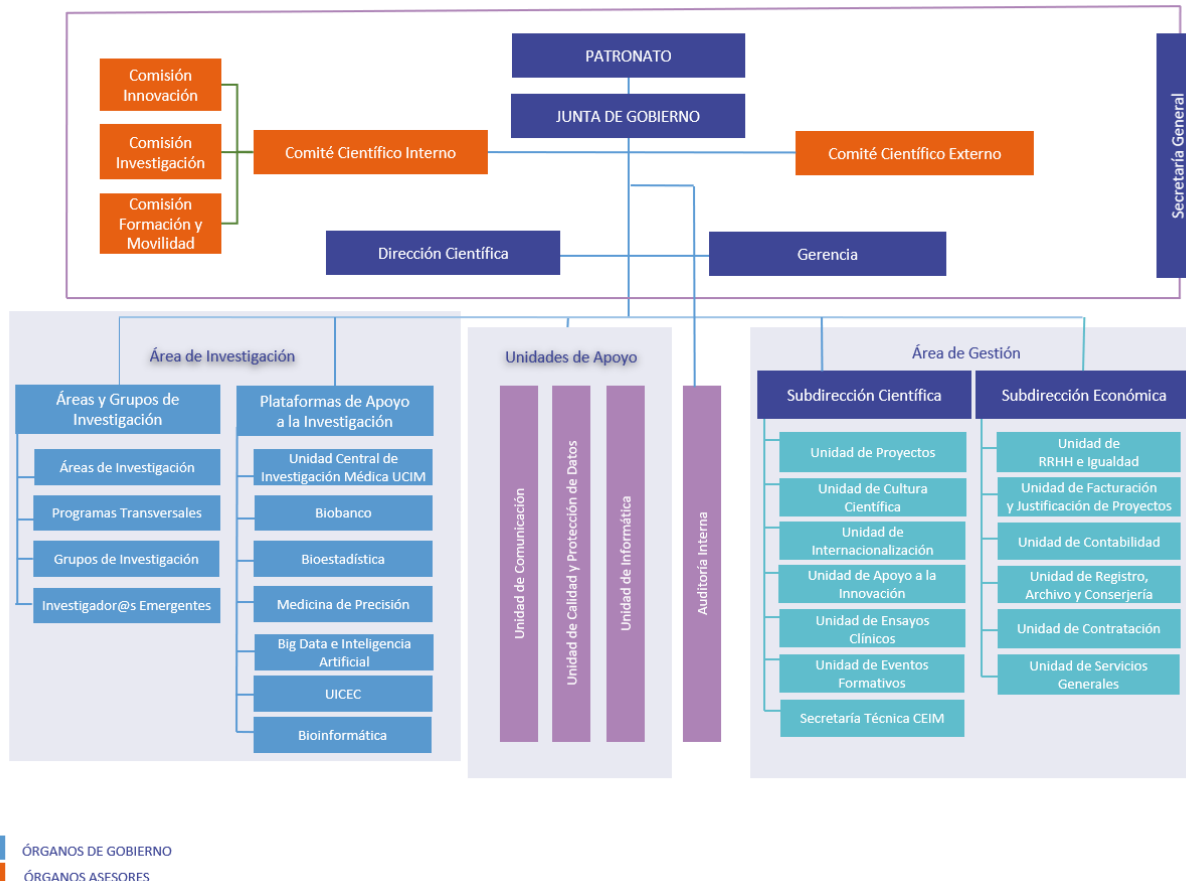 PATRONATO
JUNTA DE GOBIERNO
Secretaría General
Comisión
Innovación
Comisión
Investigación
Comisión
Formación y
Movilidad
Comité Científico Interno
Comité Científico Externo
Dirección Científica
Gerencia
Área de Investigación
Áreas y Grupos de
Investigación
Áreas de Investigación
Programas Transversales
Grupos de Investigación
Investigador@s Emergentes
Plataformas de Apoyo
a la Investigación
Unidad Central de
Investigación Médica UCIM
Biobanco
Bioestadística
Medicina de Precisión
Big Data e Inteligencia
Artificial
UICEC
Bioinformática
Unidades de Apoyo
Unidad de Comunicación
Unidad de Calidad y Protección de Datos
Unidad de Informática
Auditoría Interna
Área de Gestión
Subdirección Científica
Unidad de Proyectos
Unidad de Cultura
Científica
Unidad de
Internacionalización
Unidad de Apoyo a la
Innovación
Unidad de Ensayos
Clínicos
Unidad de Eventos
Formativos
Secretaría Técnica CEIM
Subdirección Económica
Unidad de
RRHH e Igualdad
Unidad de Facturación
y Justificación de Proyectos
Unidad de Contabilidad
Unidad de Registro,
Archivo y Conserjería
Unidad de Contratación
Unidad de Servicios
Generales
ÓRGANOS DE GOBIERNO
ÓRGANOS ASESORES